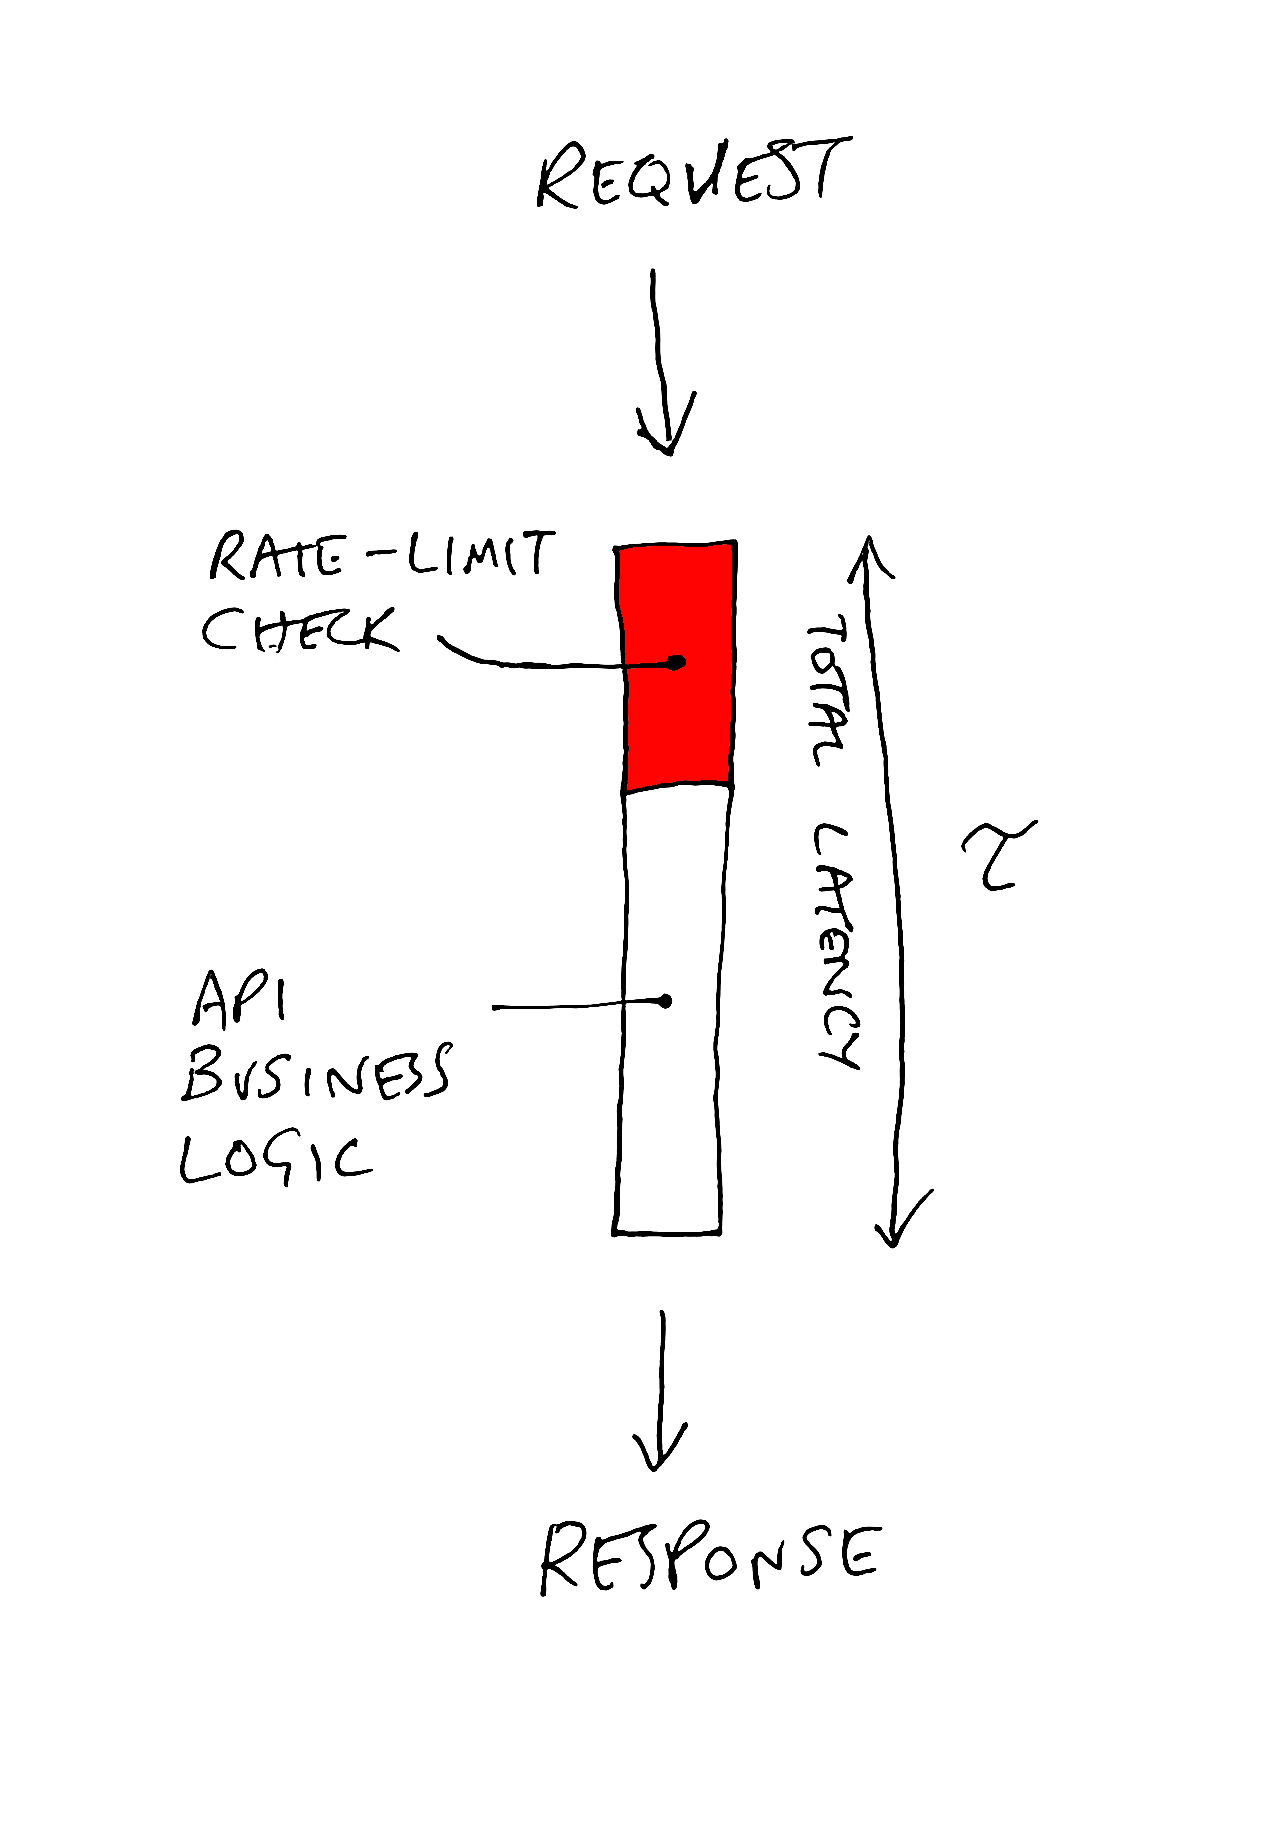 REQUEST
RATE-LIMIT
CHECK
TOTAL LATENCY
τ
API
BUSINESS
LOGIC
RESPONSE